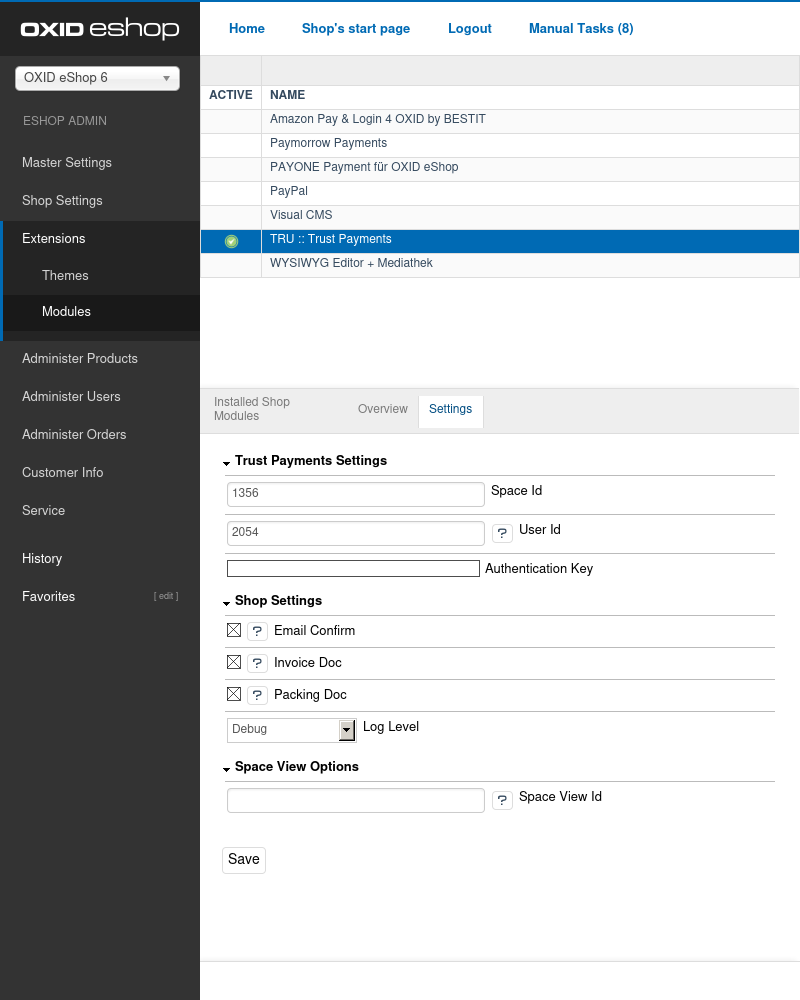 OXID eshop
OXID eShop 6
ESHOP ADMIN
Master Settings
Shop Settings
Extensions
Themes
Modules
Administer Products
Administer Users
Administer Orders
Customer Info
Service
History
Favorites [ edit ]
Home Shop's start page Logout Manual Tasks (8)
ACTIVE NAME
Amazon Pay & Login 4 OXID by BESTIT
Paymorrow Payments
PAYONE Payment für OXID eShop
PayPal
Visual CMS
TRU :: Trust Payments
WYSIWYG Editor + Mediathek
Installed Shop
Modules
Overview Settings
Trust Payments Settings
1356 Space Id
2054 ? User Id
Authentication Key
Shop Settings
? Email Confirm
? Invoice Doc
? Packing Doc
Debug Log Level
Space View Options
? Space View Id
Save